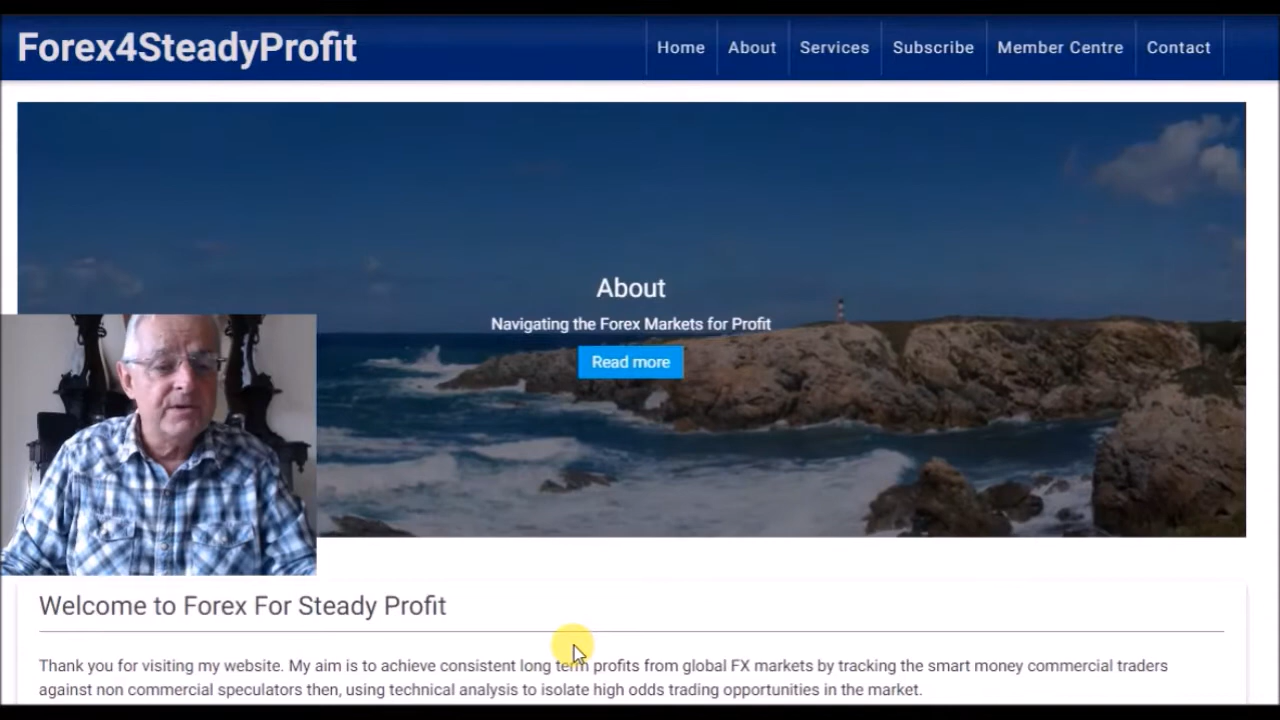 Forex4SteadyProfit
Home
About
Services
Subscribe
Member Centre
Contact
About
Navigating the Forex Markets for Profit
Read more
Welcome to Forex For Steady Profit
Thank you for visiting my website. My aim is to achieve consistent long term profits from global FX markets by tracking the smart money commercial traders
against non commercial speculators then, using technical analysis to isolate high odds trading opportunities in the market.